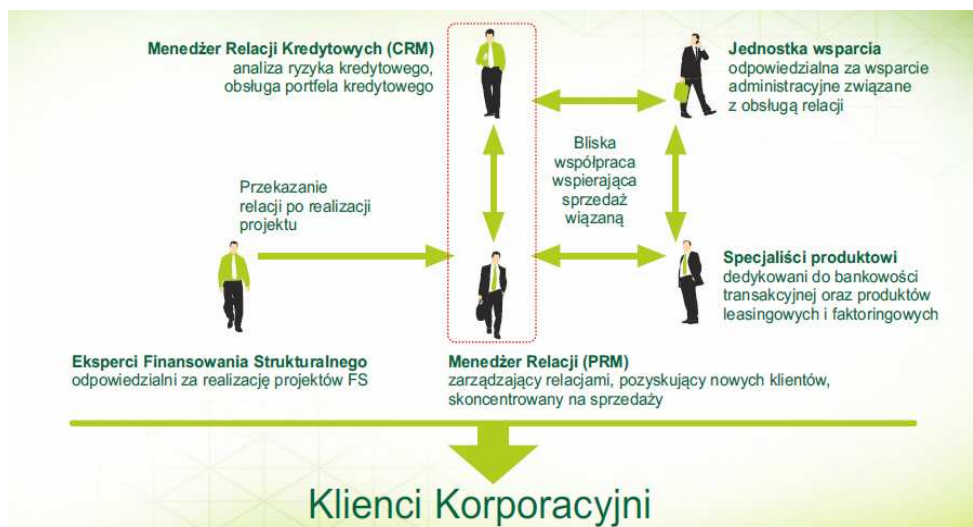 Menedżer Relacji Kredytowych (CRM)
analiza ryzyka kredytowego,
obsługa portfela kredytowego
Jednostka wsparcia
odpowiedzialna za wsparcie
administracyjne związane
z obsługą relacji
Bliska
współpraca
wspierająca
sprzedaż
wiązaną
Przekazanie
relacji po realizacji
projektu
Specjaliści produktowi
dedykowani do bankowości
transakcyjnej oraz produktów
leasingowych i faktoringowych
Eksperci Finansowania Strukturalnego
odpowiedzialni za realizację projektów FS
Menedżer Relacji (PRM)
zarządzający relacjami, pozyskujący nowych klientów,
skoncentrowany na sprzedaży
Klienci Korporacyjni